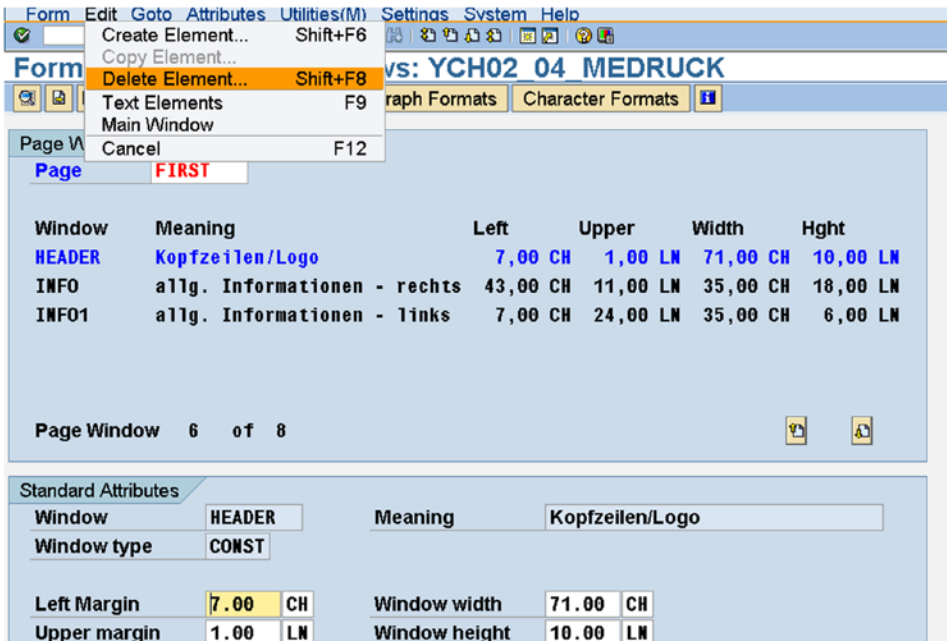 Form Edit Goto Attributes Utilities(M) Settings System Help
Create Element... Shift+F6
Copy Element...
Delete Element... Shift+F8
Text Elements F9
Main Window
Cancel F12
Form vs: YCH02_04_MEDRUCK
raph Formats Character Formats
Page W
Page FIRST
Window Meaning Left Upper Width Hght
HEADER Kopfzeilen/Logo 7,00 CH 1,00 LN 71,00 CH 10,00 LN
INFO allg. Informationen - rechts 43,00 CH 11,00 LN 35,00 CH 18,00 LN
INFO1 allg. Informationen - links 7,00 CH 24,00 LN 35,00 CH 6,00 LN
Page Window 6 of 8
Standard Attributes
Window HEADER Meaning Kopfzeilen/Logo
Window type CONST
Left Margin 7.00 CH Window width 71.00 CH
Upper margin 1.00 LN Window height 10.00 LN